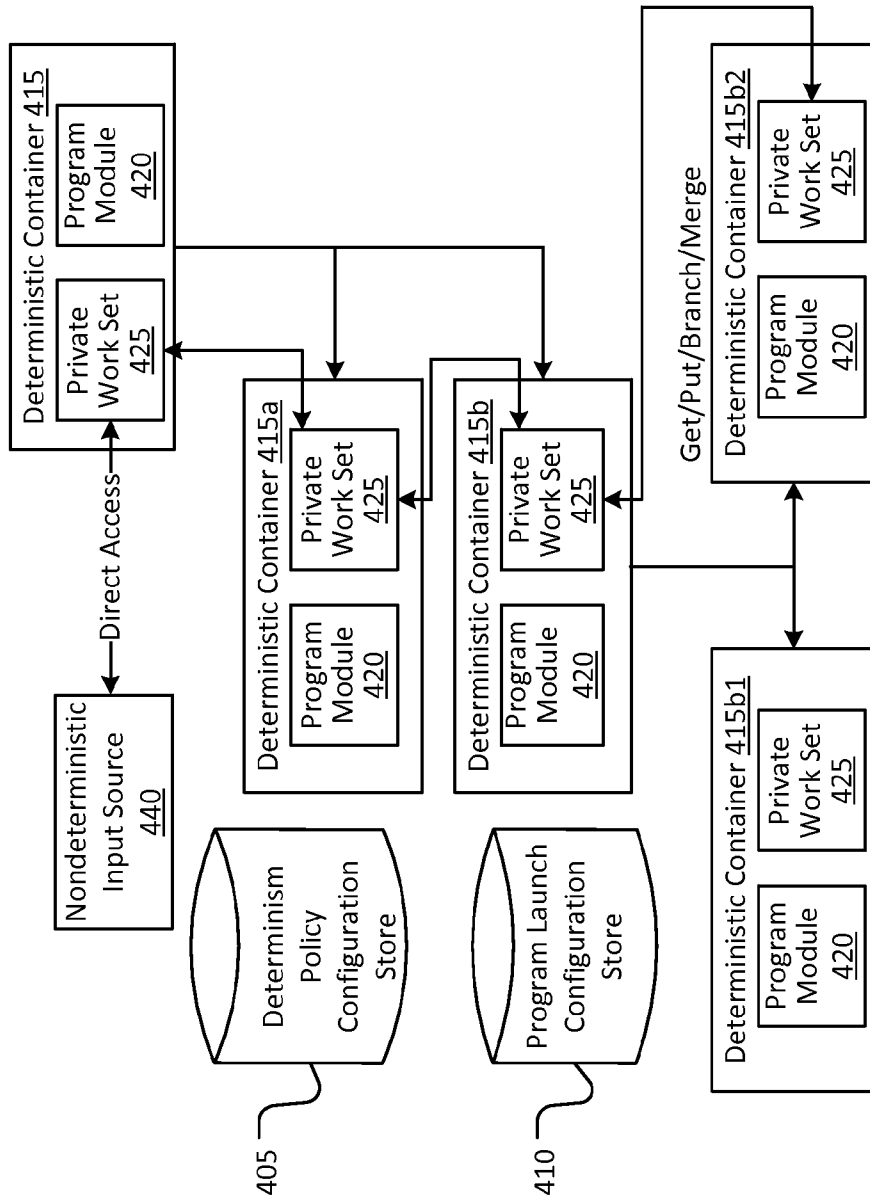 Nondeterministic
Input Source
440
Direct Access
Deterministic Container 415
Private
Work Set
425
Program
Module
420
405
Determinism
Policy
Configuration
Store
Deterministic Container 415a
Program
Module
420
Private
Work Set
425
410
Program Launch
Configuration
Store
Deterministic Container 415b
Program
Module
420
Private
Work Set
425
Get/Put/Branch/Merge
Deterministic Container 415b1
Program
Module
420
Private
Work Set
425
Deterministic Container 415b2
Program
Module
420
Private
Work Set
425